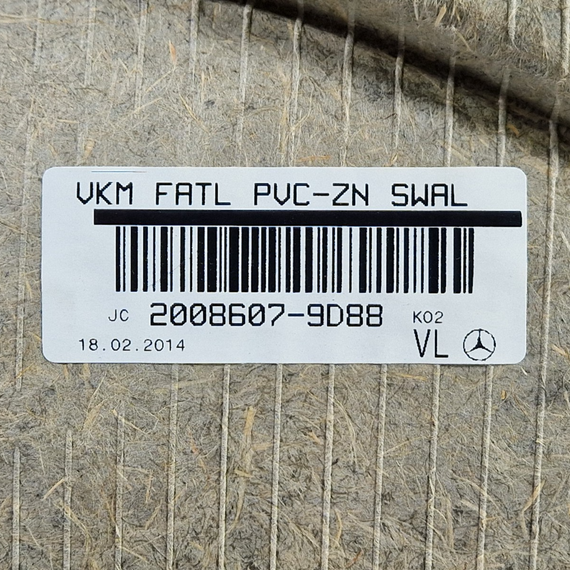 VKM FATL PVC-ZN SWAL
JC 2008607-9D88 K02
18.02.2014 VL